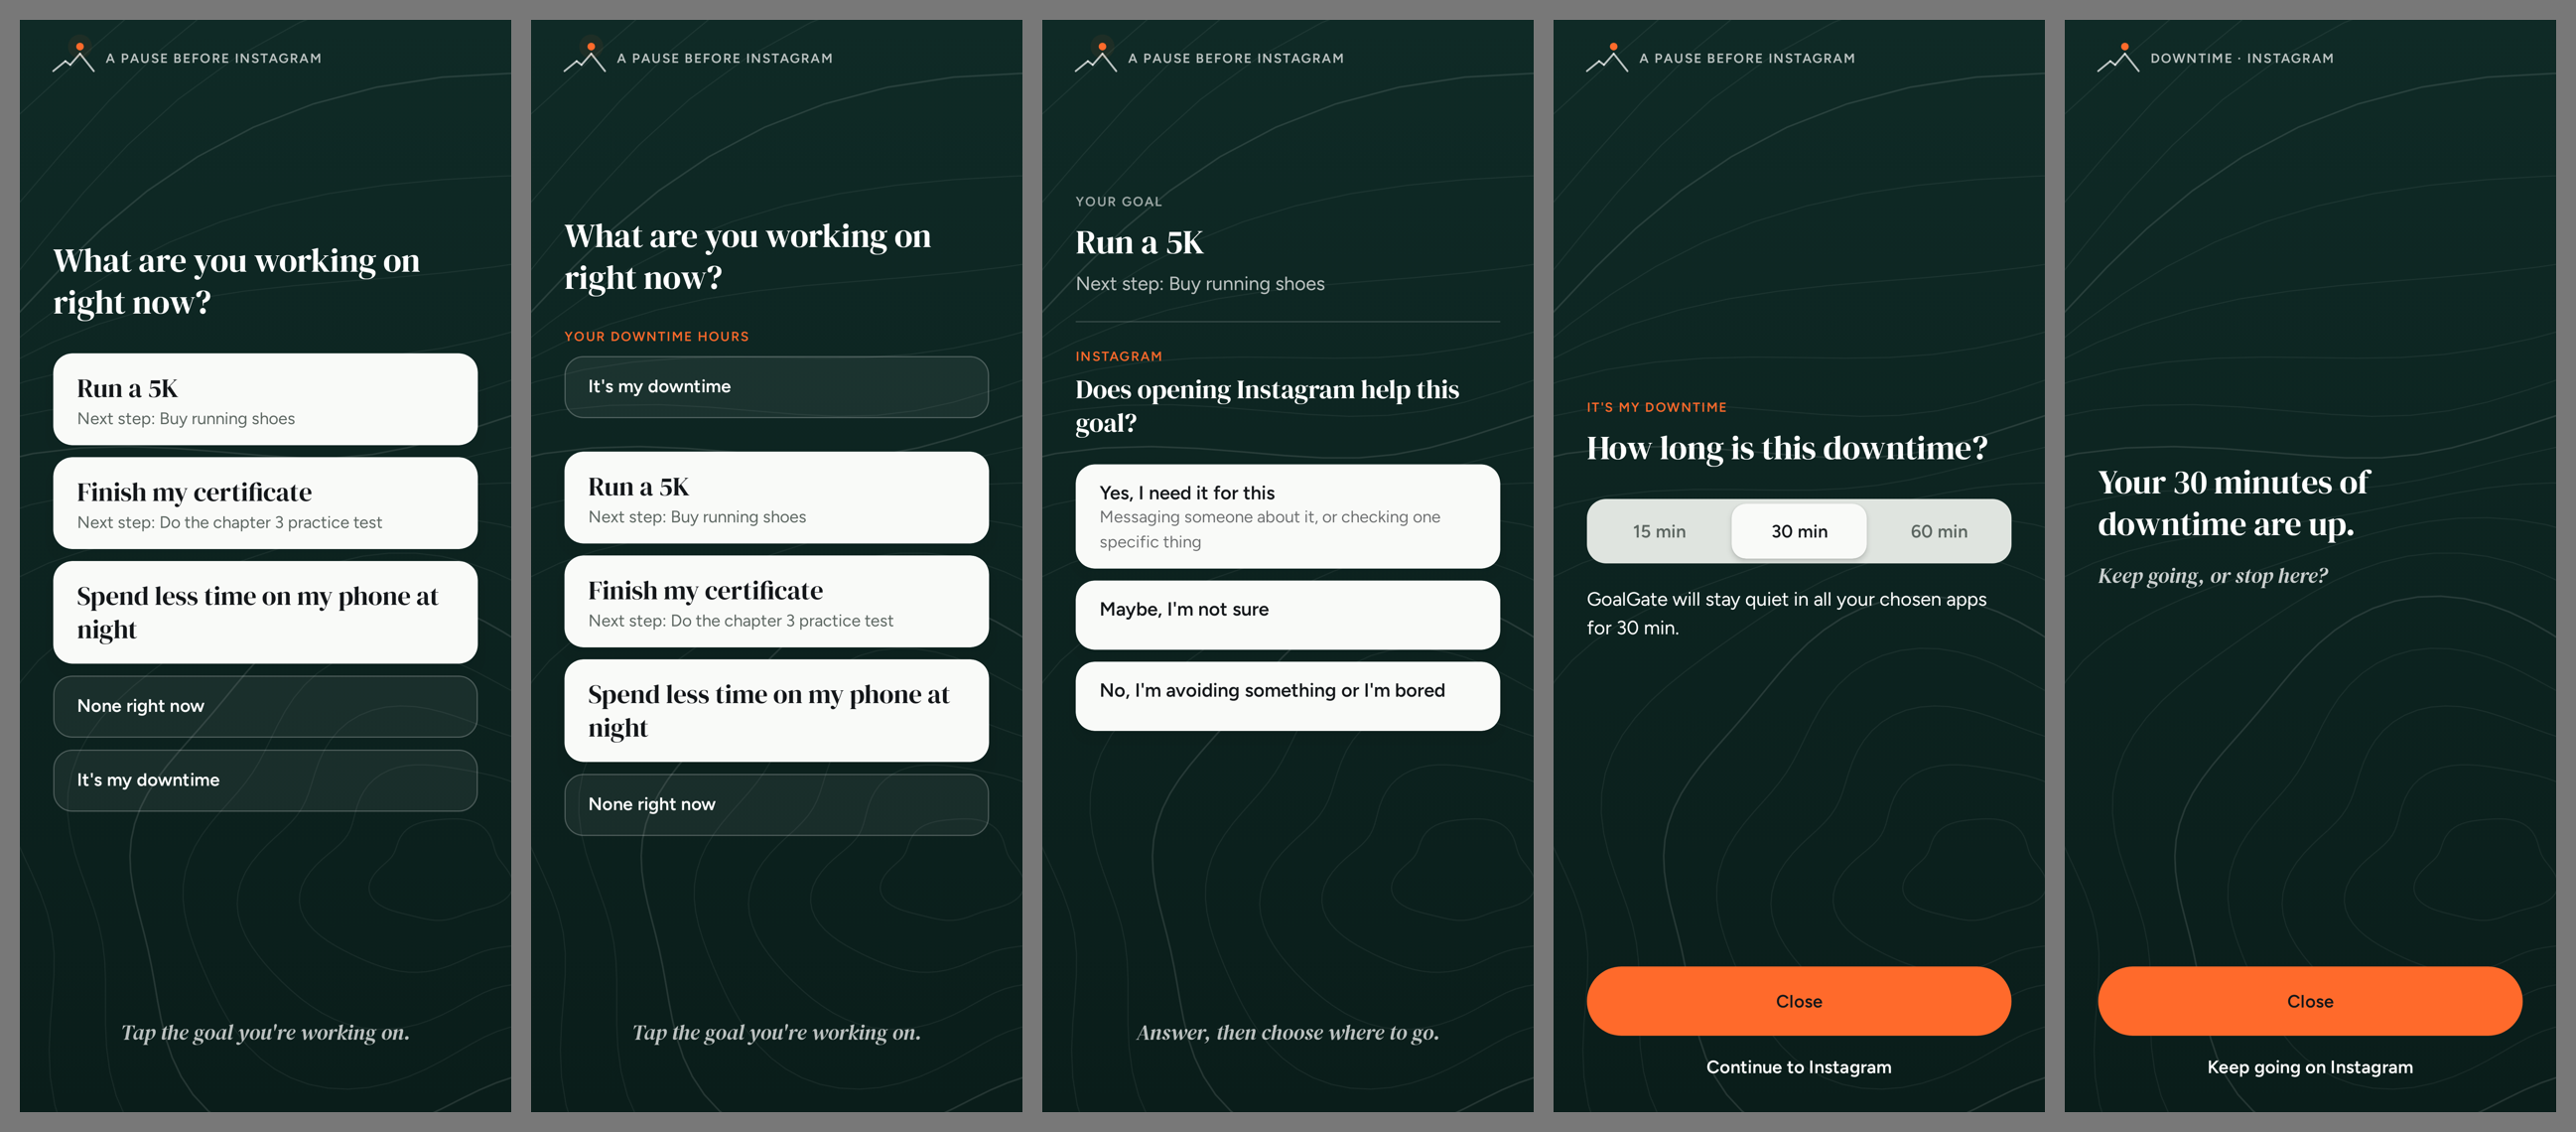 A PAUSE BEFORE INSTAGRAM
What are you working on
right now?
Run a 5K
Next step: Buy running shoes
Finish my certificate
Next step: Do the chapter 3 practice test
Spend less time on my phone at
night
None right now
It's my downtime
Tap the goal you're working on.
A PAUSE BEFORE INSTAGRAM
What are you working on
right now?
YOUR DOWNTIME HOURS
It's my downtime
Run a 5K
Next step: Buy running shoes
Finish my certificate
Next step: Do the chapter 3 practice test
Spend less time on my phone at
night
None right now
Tap the goal you're working on.
A PAUSE BEFORE INSTAGRAM
YOUR GOAL
Run a 5K
Next step: Buy running shoes
INSTAGRAM
Does opening Instagram help this
goal?
Yes, I need it for this
Messaging someone about it, or checking one
specific thing
Maybe, I'm not sure
No, I'm avoiding something or I'm bored
Answer, then choose where to go.
A PAUSE BEFORE INSTAGRAM
IT'S MY DOWNTIME
How long is this downtime?
15 min 30 min 60 min
GoalGate will stay quiet in all your chosen apps
for 30 min.
Close
Continue to Instagram
DOWNTIME · INSTAGRAM
Your 30 minutes of
downtime are up.
Keep going, or stop here?
Close
Keep going on Instagram